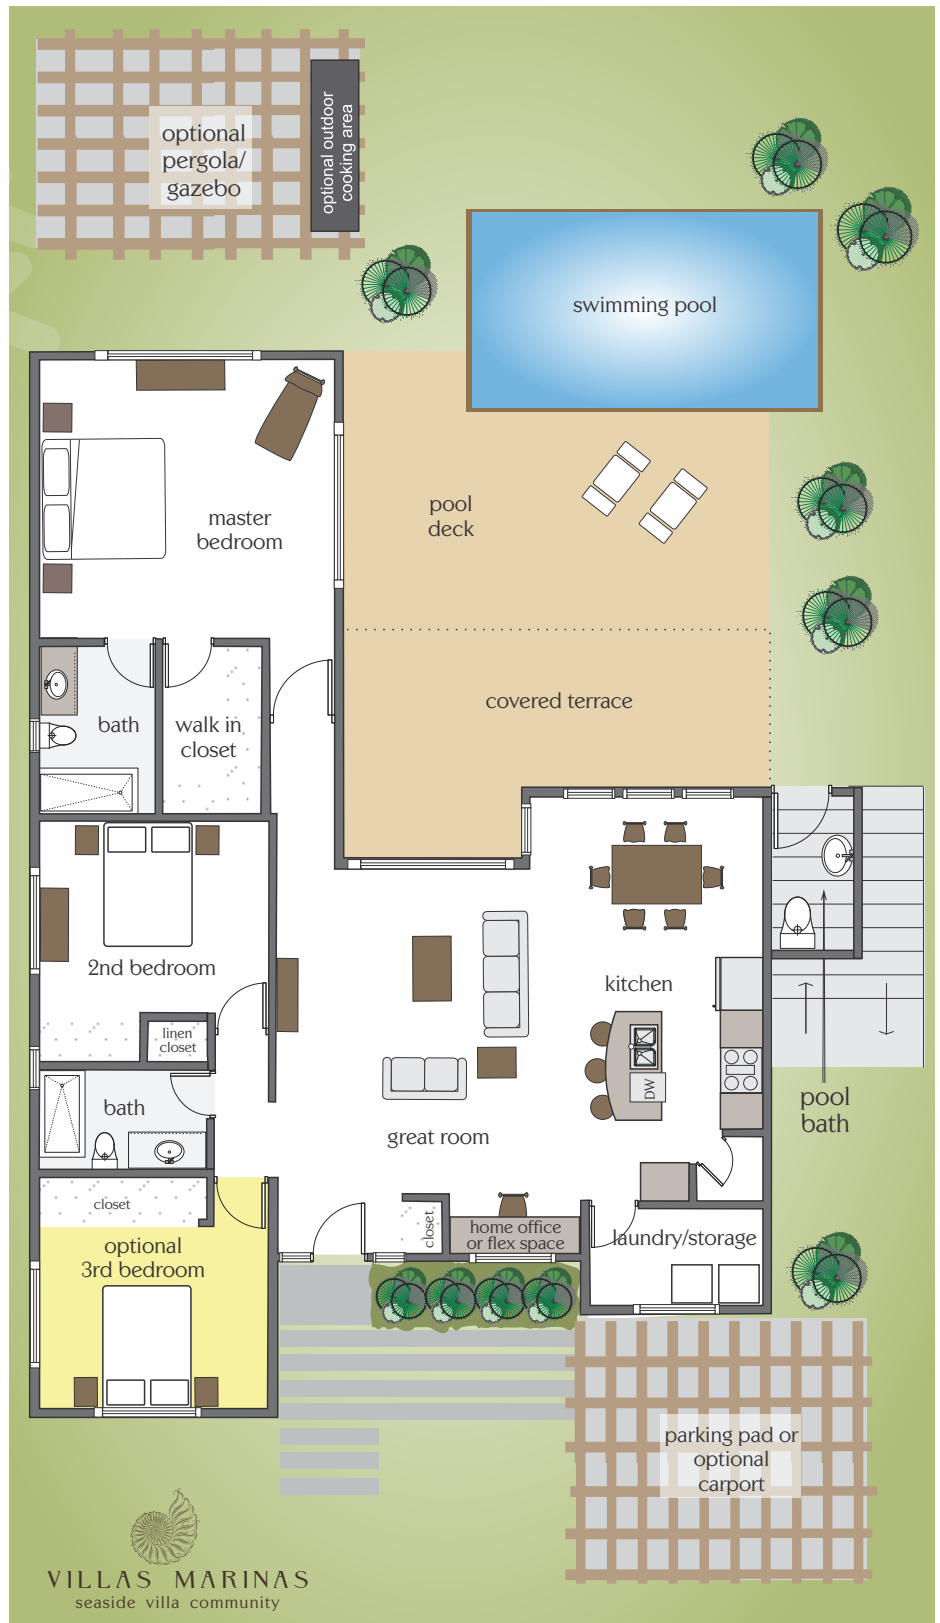 optional
pergola/
gazebo
optional outdoor
cooking area
swimming pool
master
bedroom
pool
deck
covered terrace
bath
walk in
closet
2nd bedroom
linen
closet
kitchen
DW
bath
great room
pool
bath
closet
optional
3rd bedroom
closet
home office
or flex space
laundry/storage
parking pad or
optional
carport
VILLAS MARINAS
seaside villa community